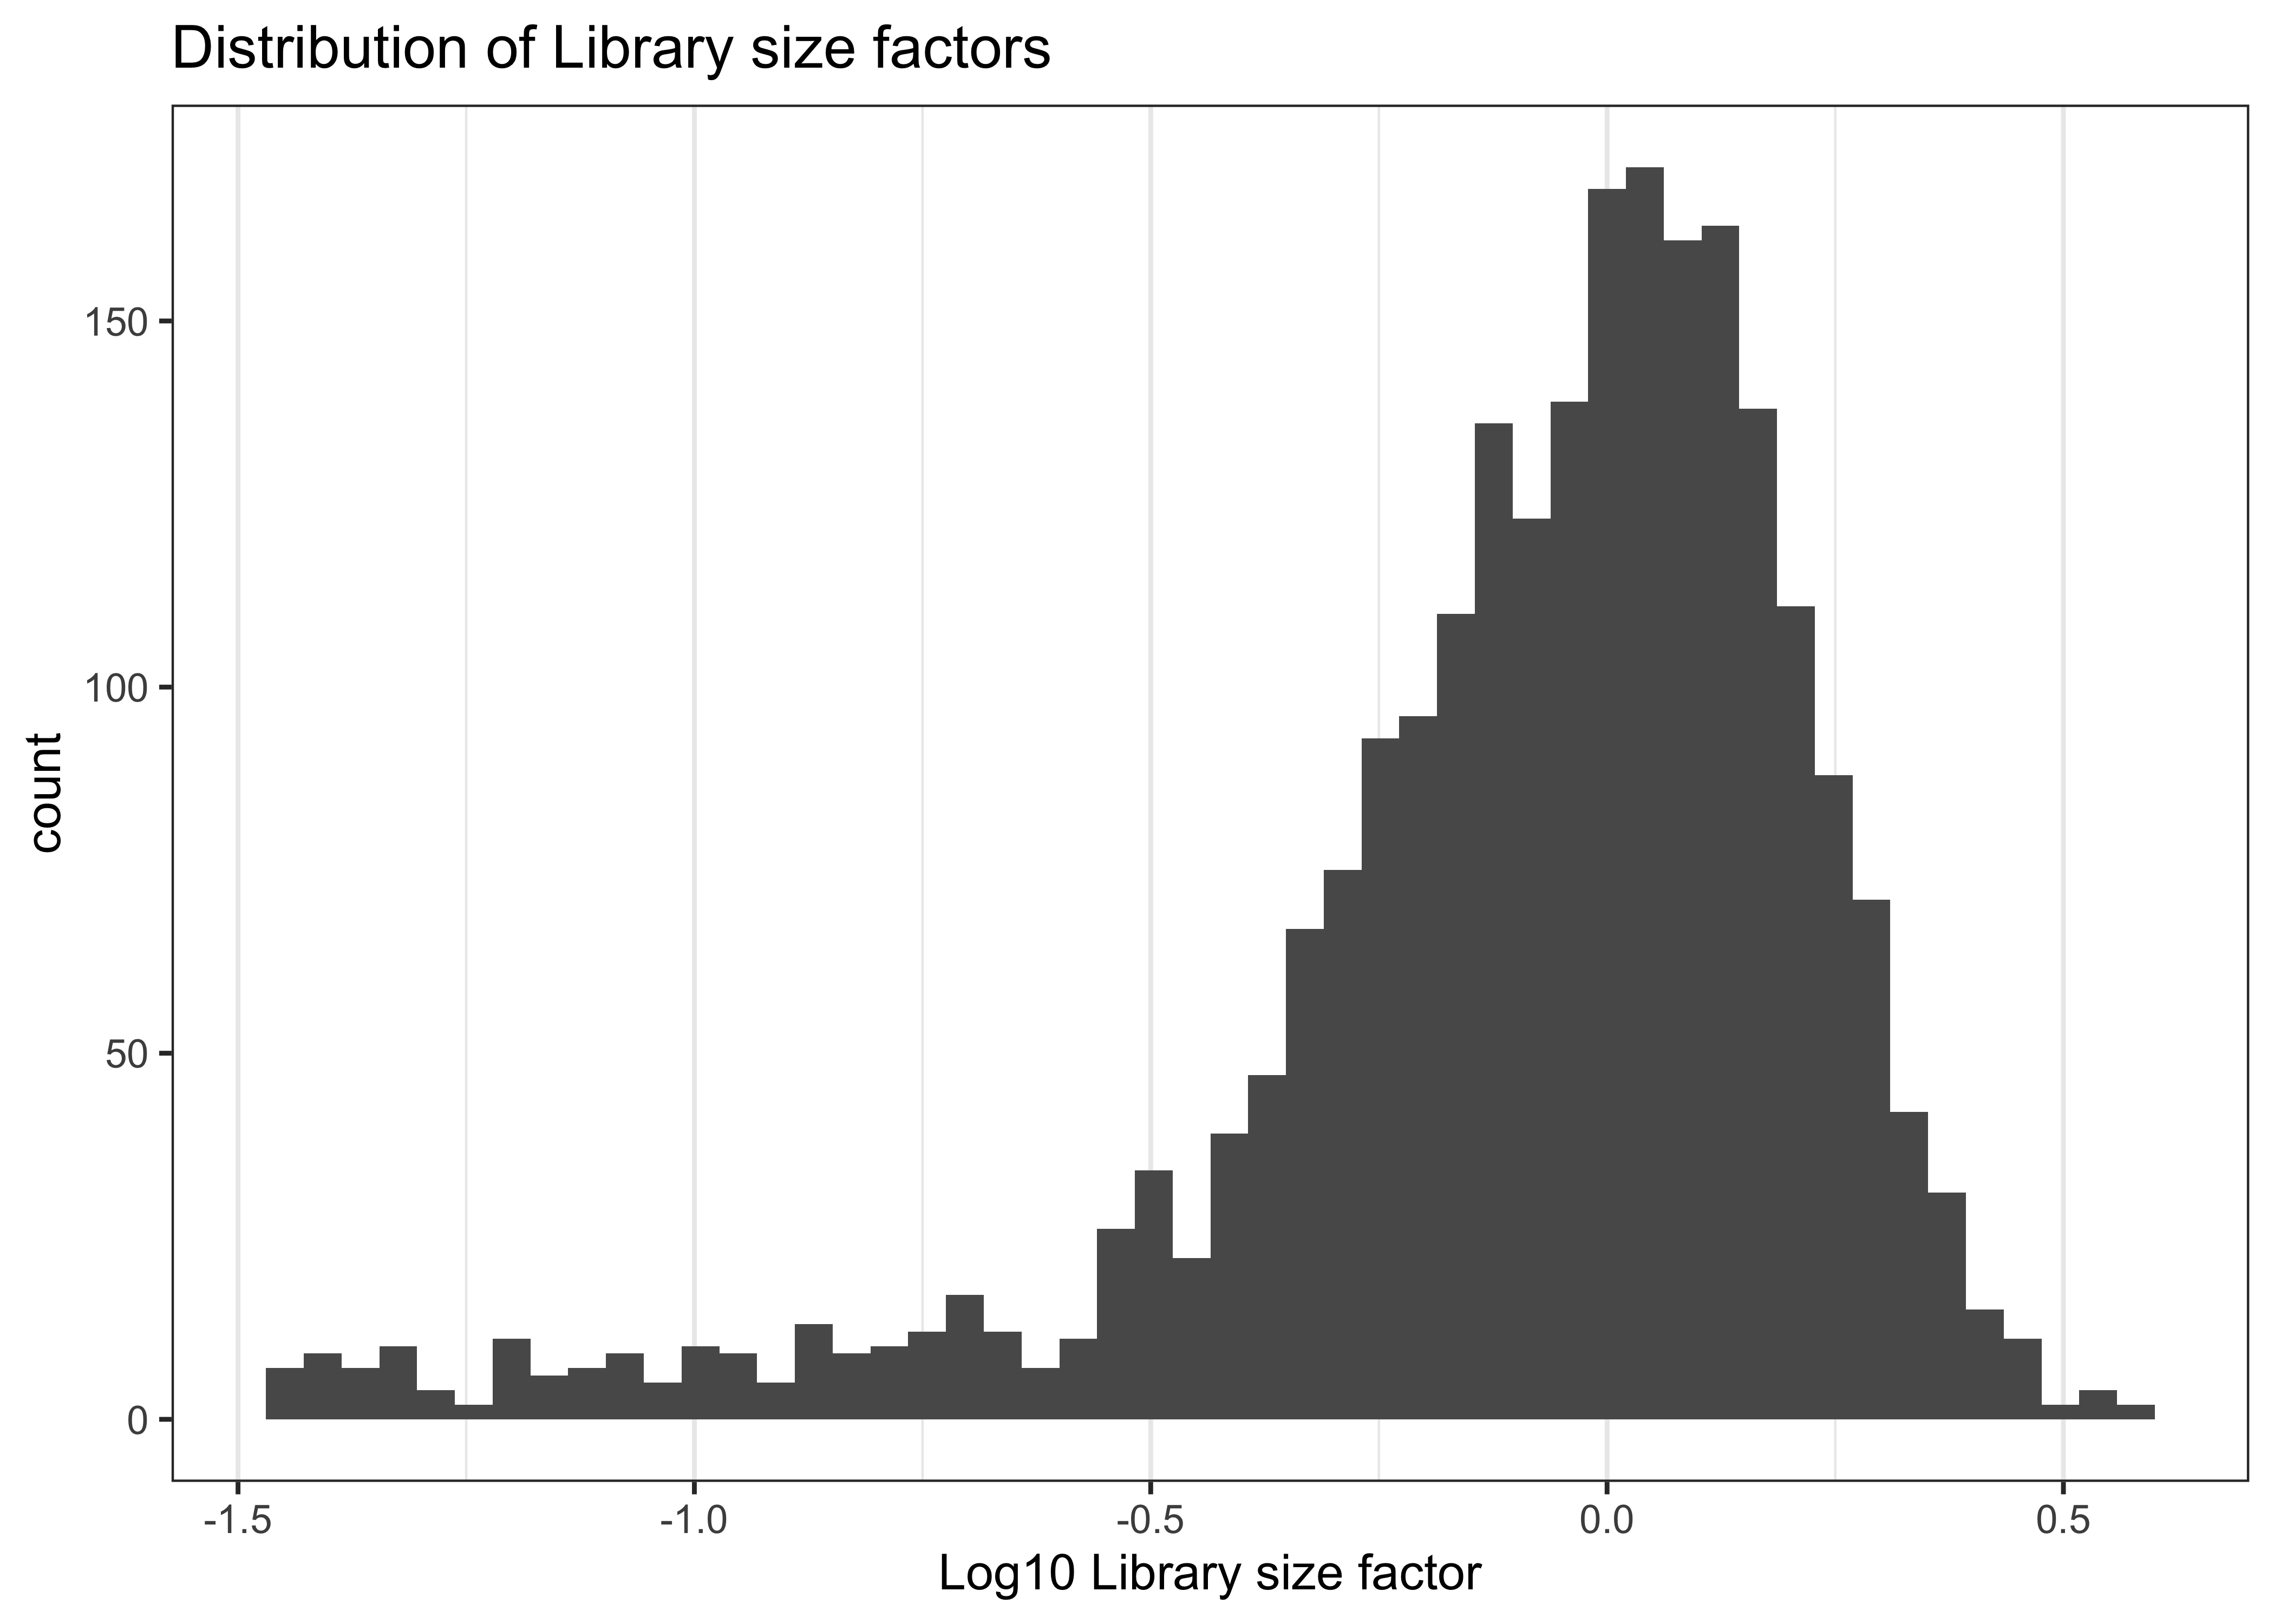 Distribution of Library size factors
count
150
100
50
0
-1.5 -1.0 -0.5 0.0 0.5
Log10 Library size factor